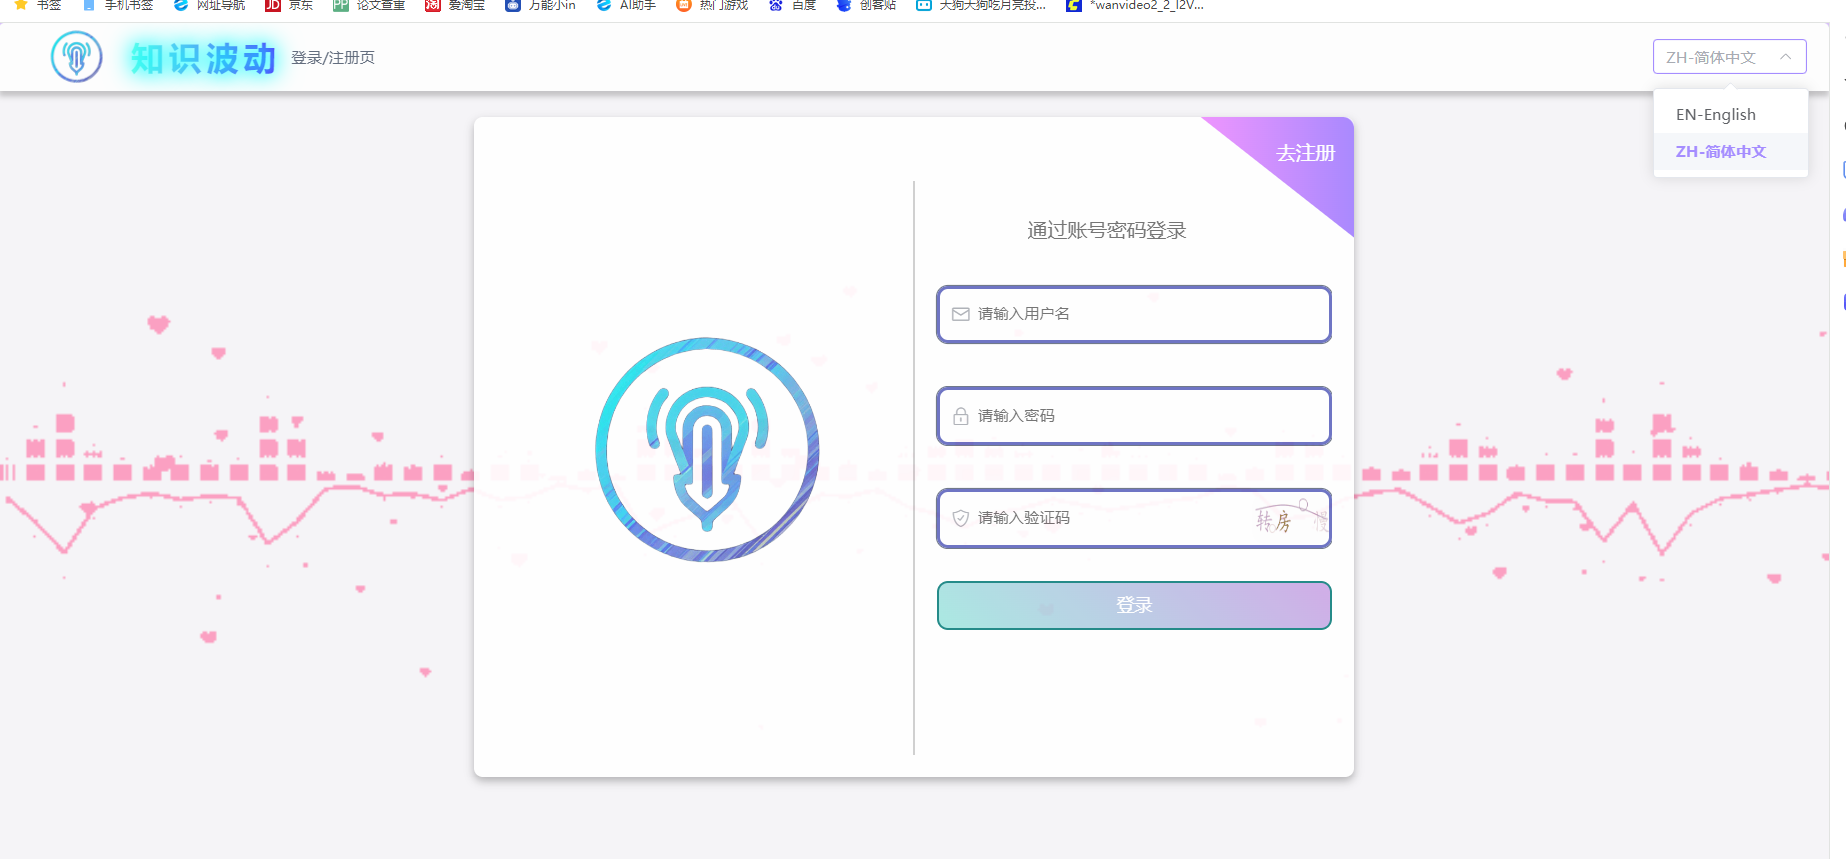 书签 手机书签 网址导航 JD 京东 PP 论文查重 淘 爱淘宝 万能小in AI助手 热门游戏 百度 创客贴 天狗天狗吃月亮投... *wanvideo2_2_I2V...
知识波动 登录/注册页 ZH-简体中文
EN-English
ZH-简体中文
去注册
通过账号密码登录
请输入用户名
请输入密码
请输入验证码 转房 慢
登录